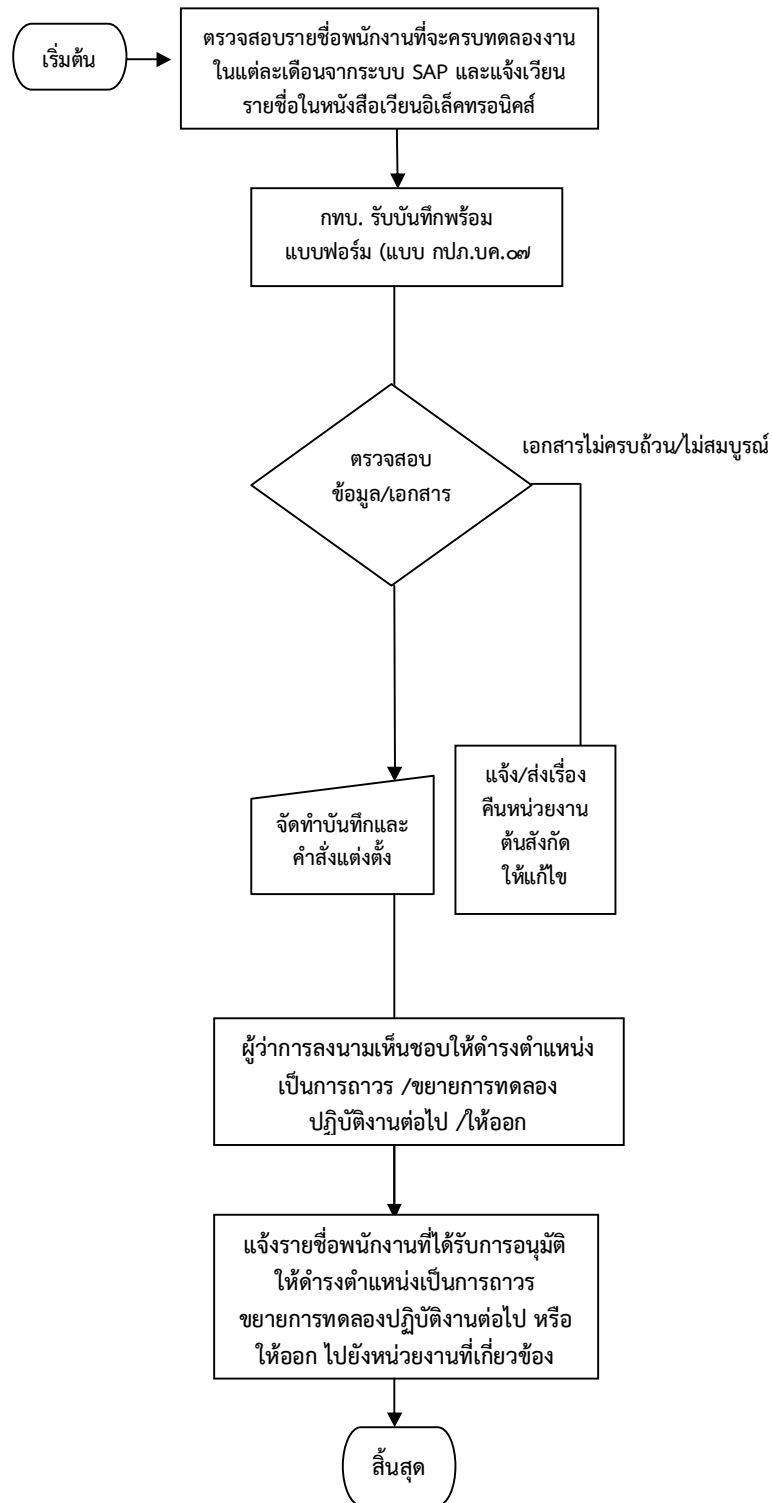 เริ่มต้น
ตรวจสอบรายชื่อพนักงานที่จะครบทดลองงาน
ในแต่ละเดือนจากระบบ SAP และแจ้งเวียน
รายชื่อในหนังสือเวียนอิเล็คทรอนิคส์
กทบ. รับบันทึกพร้อม
แบบฟอร์ม (แบบ กปภ.บค.๐๗
ตรวจสอบ
ข้อมูล/เอกสาร
เอกสารไม่ครบถ้วน/ไม่สมบูรณ์
แจ้ง/ส่งเรื่อง
คืนหน่วยงาน
ต้นสังกัด
ให้แก้ไข
จัดทำบันทึกและ
คำสั่งแต่งตั้ง
ผู้ว่าการลงนามเห็นชอบให้ดำรงตำแหน่ง
เป็นการถาวร /ขยายการทดลอง
ปฏิบัติงานต่อไป /ให้ออก
แจ้งรายชื่อพนักงานที่ได้รับการอนุมัติ
ให้ดำรงตำแหน่งเป็นการถาวร
ขยายการทดลองปฏิบัติงานต่อไป หรือ
ให้ออก ไปยังหน่วยงานที่เกี่ยวข้อง
สิ้นสุด